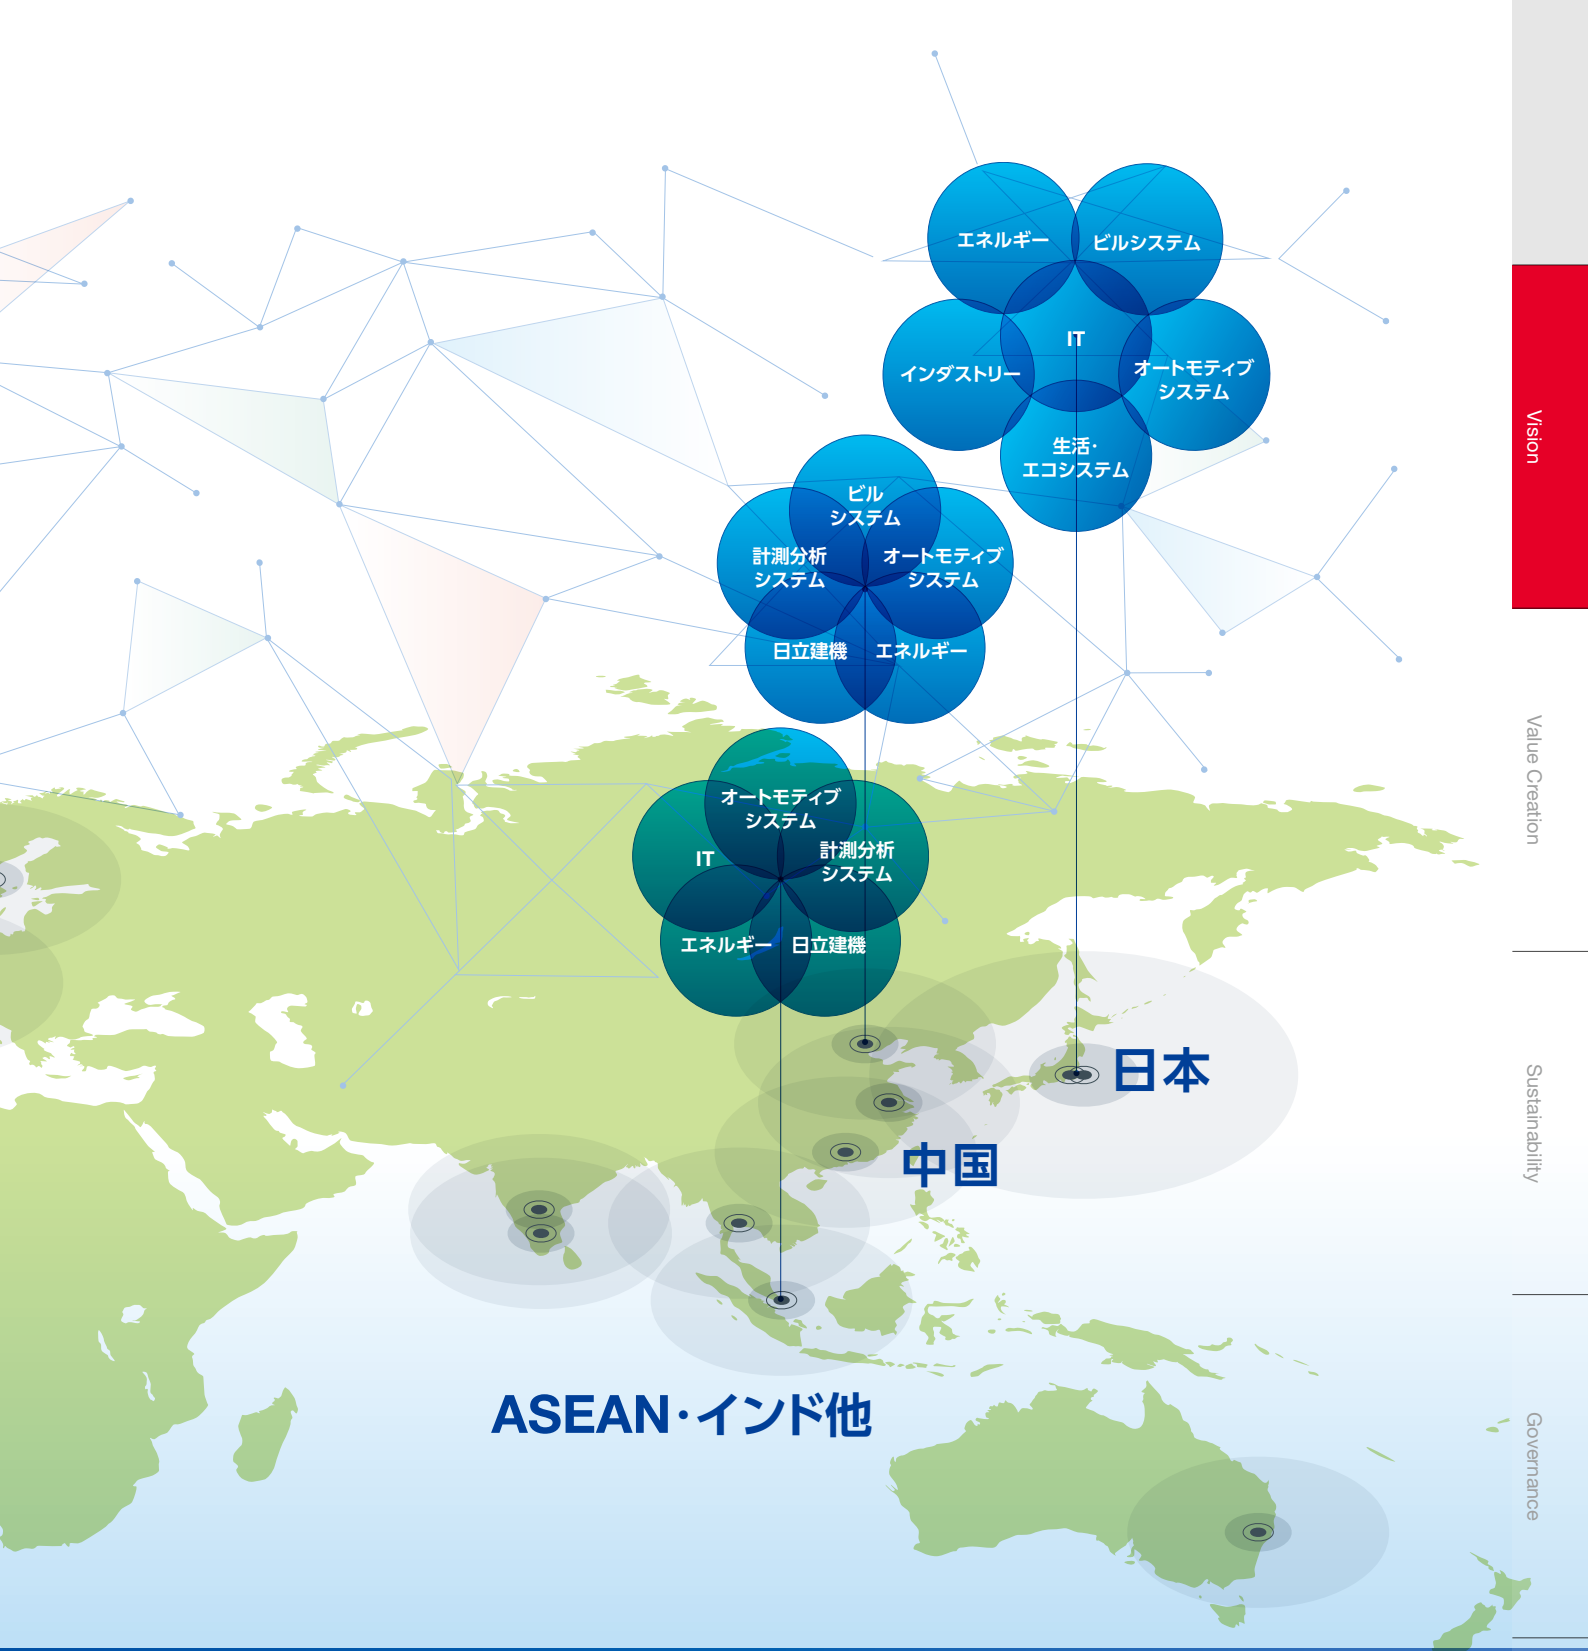 エネルギー
ビルシステム
IT
インダストリー
オートモティブ
システム
生活・
エコシステム
ビル
システム
計測分析
システム
オートモティブ
システム
日立建機
エネルギー
オートモティブ
システム
IT
計測分析
システム
エネルギー
日立建機
日本
中国
ASEAN・インド他
Vision
Value Creation
Sustainability
Governance